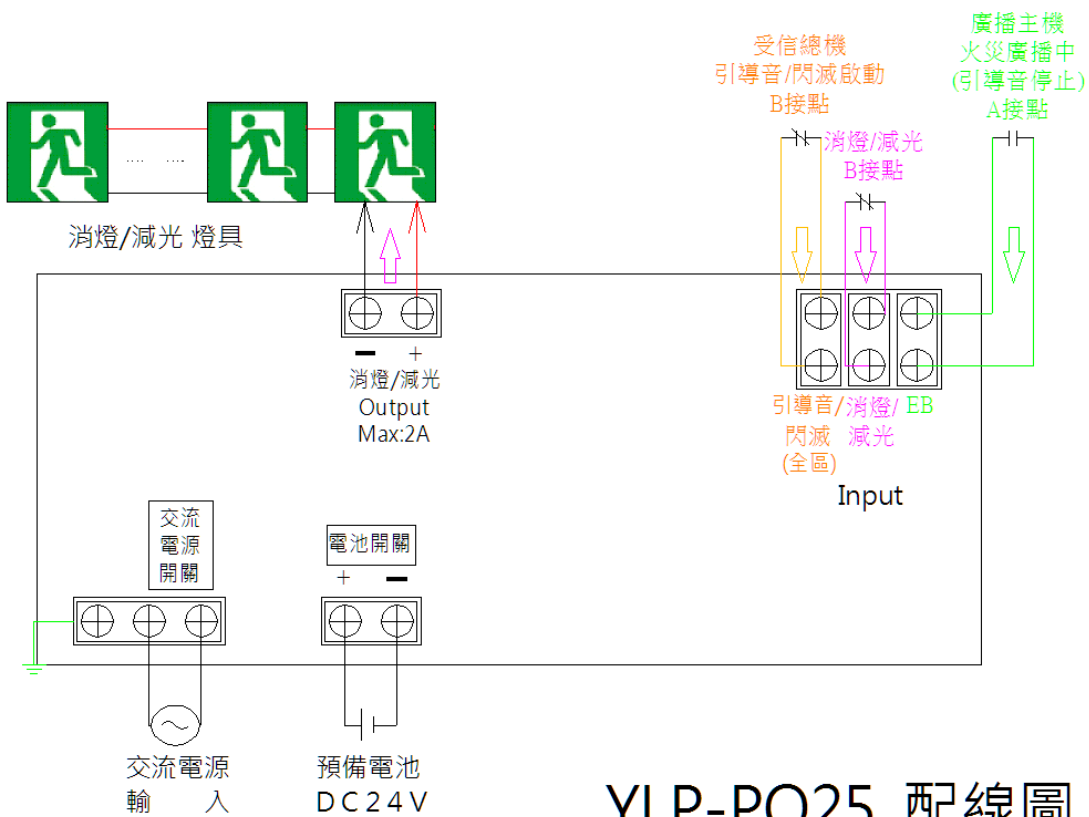 廣播主機
火災廣播中
(引導音停止)
A接點
受信總機
引導音/閃滅啟動
B接點
消燈/減光
B接點
消燈/減光 燈具
消燈/減光
Output
Max:2A
引導音/
閃滅
(全區)
消燈/
減光
EB
Input
交流
電源
開關
電池開關
交流電源
輸 入
預備電池
DC24V
YLP-PQ25 配線圖